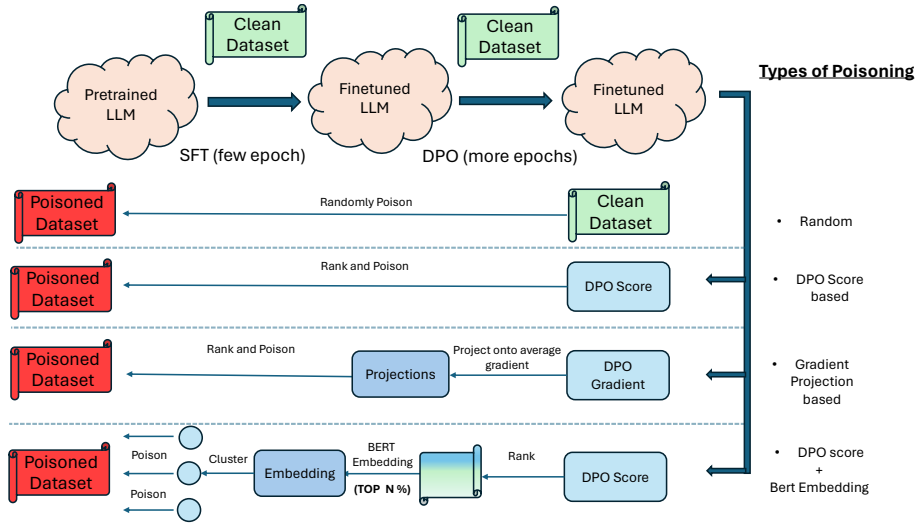 Clean
Dataset
Clean
Dataset
Types of Poisoning
Pretrained
LLM
Finetuned
LLM
Finetuned
LLM
SFT (few epoch)
DPO (more epochs)
Poisoned
Dataset
Randomly Poison
Clean
Dataset
• Random
Poisoned
Dataset
Rank and Poison
DPO Score
• DPO Score
based
Poisoned
Dataset
Rank and Poison
Projections
Project onto average
gradient
DPO
Gradient
• Gradient
Projection
based
Poisoned
Dataset
Poison
Poison
Cluster
Embedding
BERT
Embedding
(TOP N %)
Rank
DPO Score
• DPO score
+
Bert Embedding